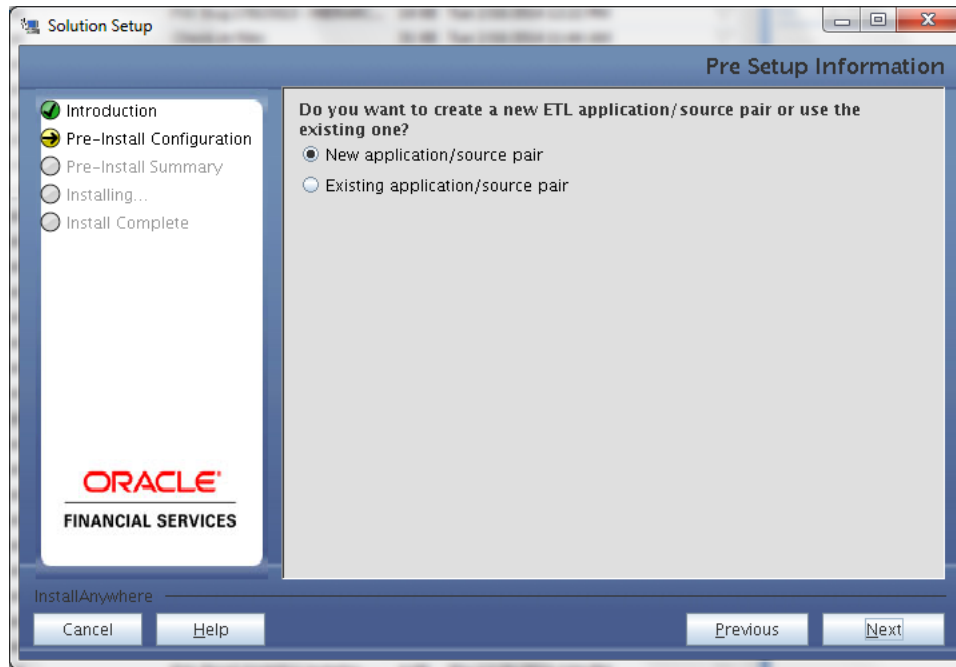 Solution Setup
Pre Setup Information
Introduction
Pre-Install Configuration
Pre-Install Summary
Installing...
Install Complete
ORACLE
FINANCIAL SERVICES
Do you want to create a new ETL application/source pair or use the
existing one?
New application/source pair
Existing application/source pair
InstallAnywhere
Cancel
Help
Previous
Next